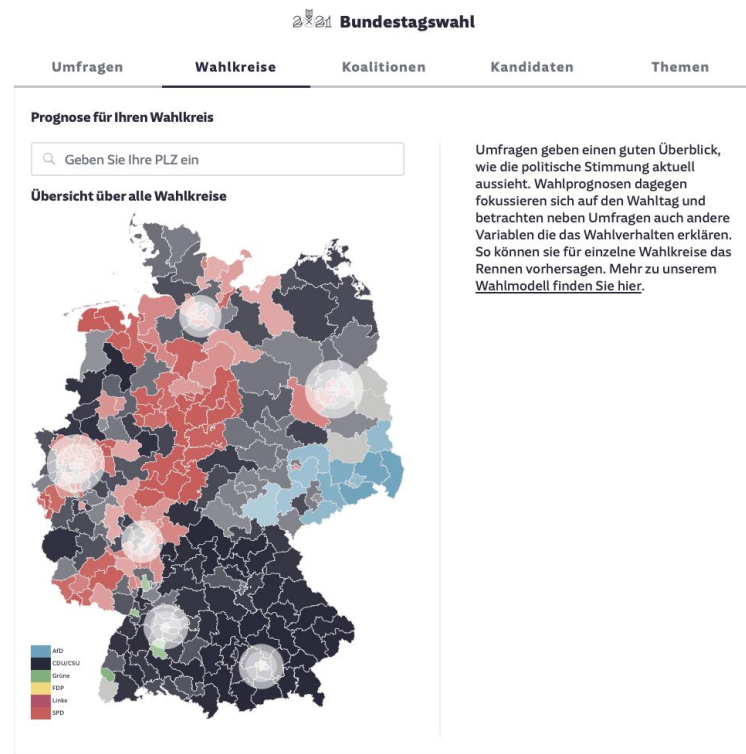 2021 Bundestagswahl
Umfragen
Wahlkreise
Koalitionen
Kandidaten
Themen
Prognose für Ihren Wahlkreis
Geben Sie Ihre PLZ ein
Übersicht über alle Wahlkreise
AfD
CDU/CSU
Grüne
FDP
Linke
SPD
Umfragen geben einen guten Überblick,
wie die politische Stimmung aktuell
aussieht. Wahlprognosen dagegen
fokussieren sich auf den Wahltag und
betrachten neben Umfragen auch andere
Variablen die das Wahlverhalten erklären.
So können sie für einzelne Wahlkreise das
Rennen vorhersagen. Mehr zu unserem
Wahlmodell finden Sie hier.